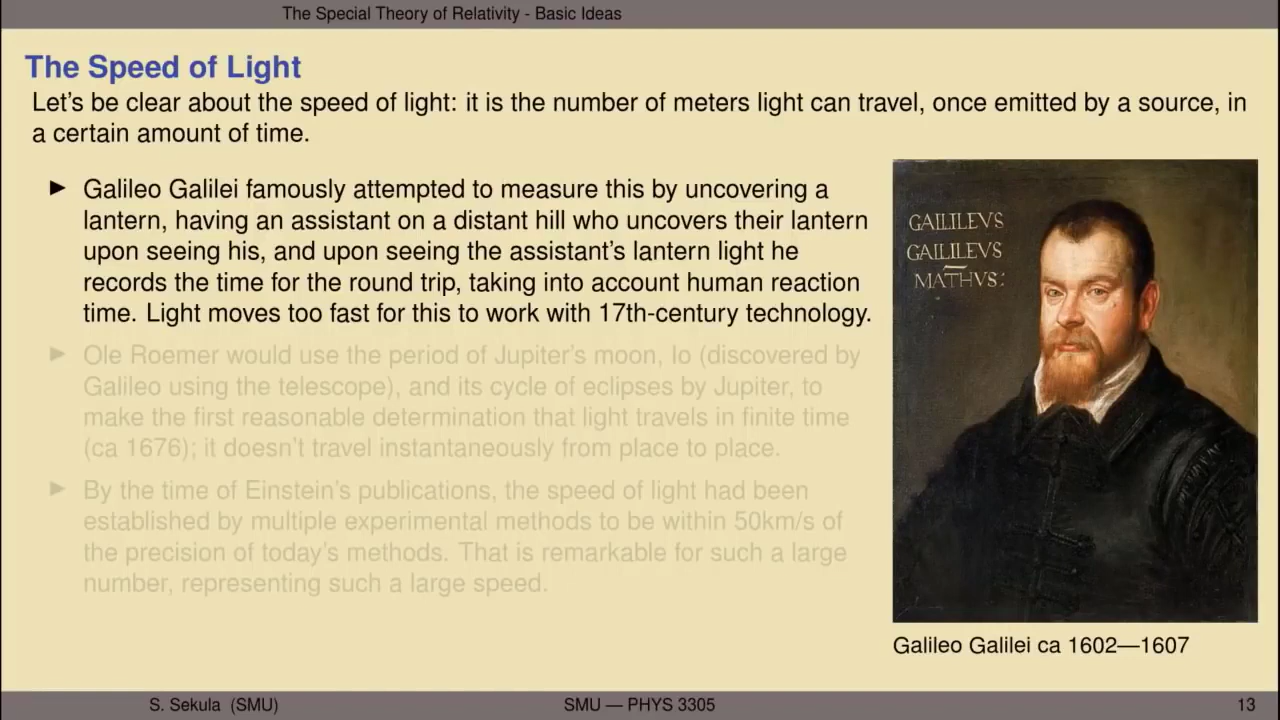 The Special Theory of Relativity - Basic Ideas
The Speed of Light
Let's be clear about the speed of light: it is the number of meters light can travel, once emitted by a source, in
a certain amount of time.
► Galileo Galilei famously attempted to measure this by uncovering a
lantern, having an assistant on a distant hill who uncovers their lantern
upon seeing his, and upon seeing the assistant's lantern light he
records the time for the round trip, taking into account human reaction
time. Light moves too fast for this to work with 17th-century technology.
► Ole Roemer would use the period of Jupiter's moon, Io (discovered by
Galileo using the telescope), and its cycle of eclipses by Jupiter, to
make the first reasonable determination that light travels in finite time
(ca 1676); it doesn't travel instantaneously from place to place.
► By the time of Einstein's publications, the speed of light had been
established by multiple experimental methods to be within 50km/s of
the precision of today's methods. That is remarkable for such a large
number, representing such a large speed.
GAILILEVS
GAILILEVS
MATHVS:
Galileo Galilei ca 1602—1607
S. Sekula (SMU)
SMU — PHYS 3305
13